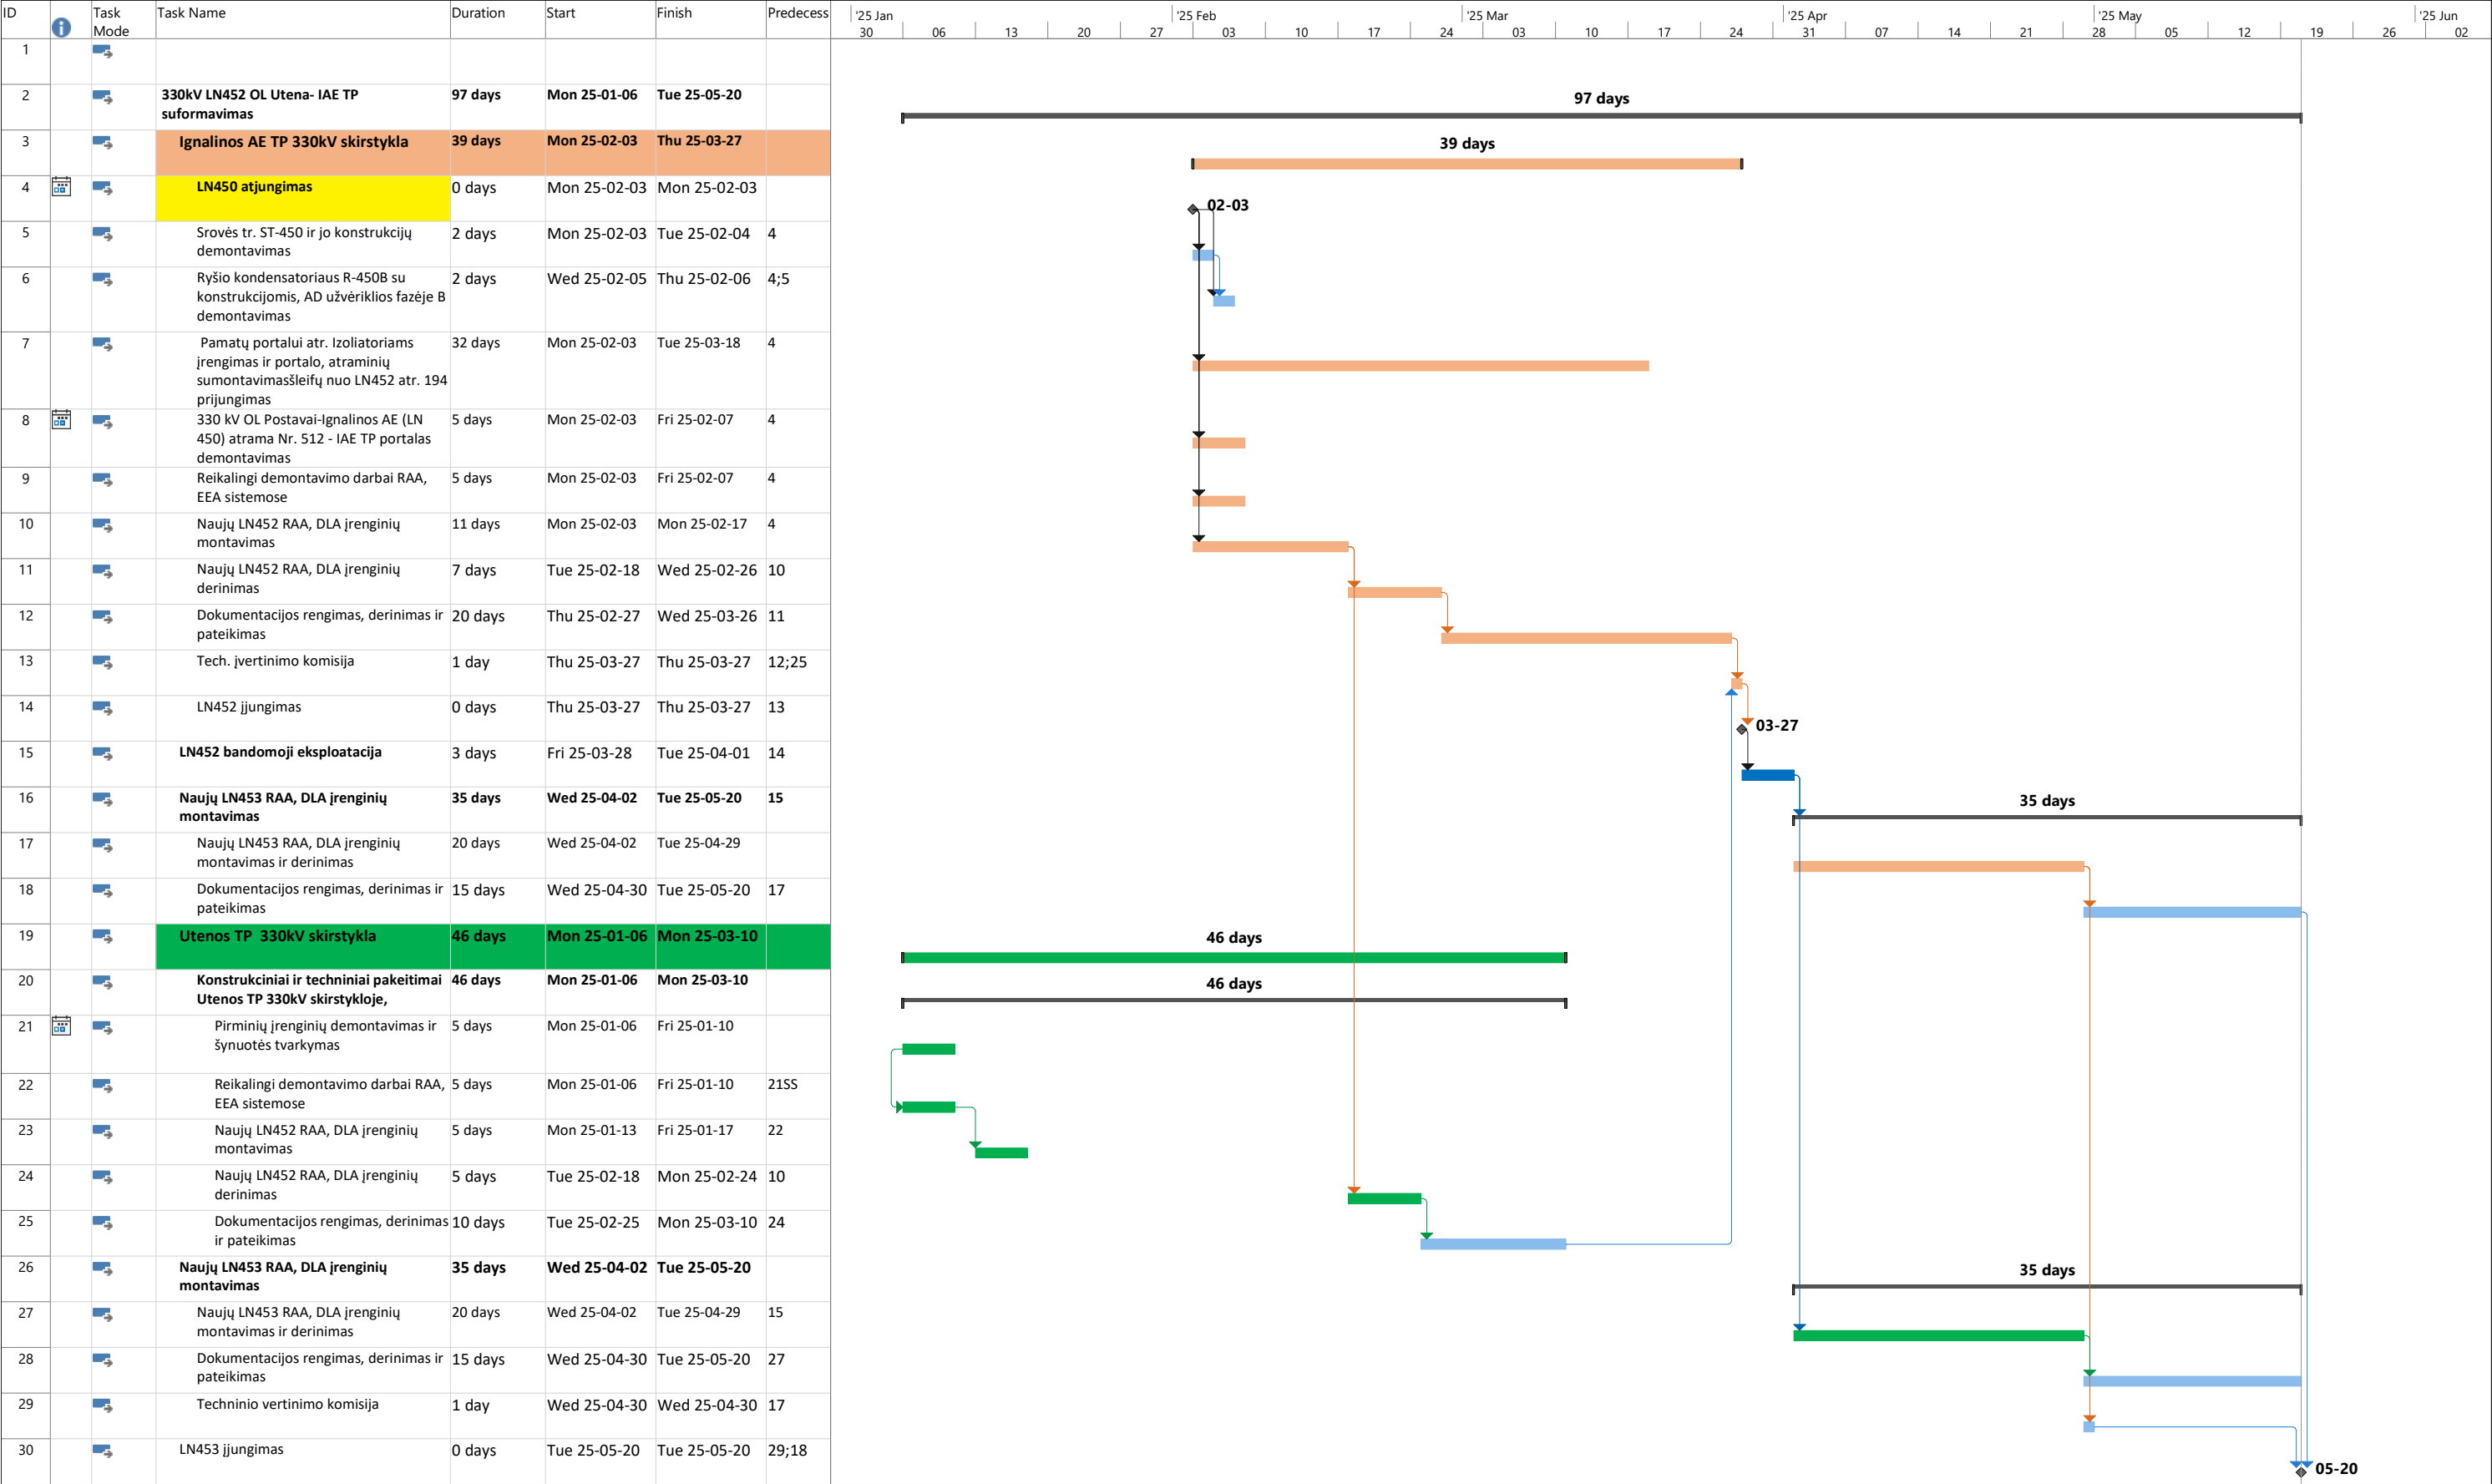 ID Task Mode Task Name Duration Start Finish Predecess
'25 Jan '25 Feb '25 Mar '25 Apr '25 May '25 Jun
30 06 13 20 27 03 10 17 24 03 10 17 24 31 07 14 21 28 05 12 19 26 02
1
2 330kV LN452 OL Utena- IAE TP 97 days Mon 25-01-06 Tue 25-05-20
suformavimas
97 days
3 Ignalinos AE TP 330kV skirstykla 39 days Mon 25-02-03 Thu 25-03-27
39 days
4 LN450 atjungimas 0 days Mon 25-02-03 Mon 25-02-03
02-03
5 Srovės tr. ST-450 ir jo konstrukcijų 2 days Mon 25-02-03 Tue 25-02-04 4
demontavimas
6 Ryšio kondensatoriaus R-450B su 2 days Wed 25-02-05 Thu 25-02-06 4;5
konstrukcijomis, AD užvėriklios fazėje B
demontavimas
7 Pamatų portalui atr. Izoliatoriams 32 days Mon 25-02-03 Tue 25-03-18 4
įrengimas ir portalo, atraminių
sumontavimasšleifų nuo LN452 atr. 194
prijungimas
8 330 kV OL Postavai-Ignalinos AE (LN 5 days Mon 25-02-03 Fri 25-02-07 4
450) atrama Nr. 512 - IAE TP portalas
demontavimas
9 Reikalingi demontavimo darbai RAA, 5 days Mon 25-02-03 Fri 25-02-07 4
EEA sistemose
10 Naujų LN452 RAA, DLA įrenginių 11 days Mon 25-02-03 Mon 25-02-17 4
montavimas
11 Naujų LN452 RAA, DLA įrenginių 7 days Tue 25-02-18 Wed 25-02-26 10
derinimas
12 Dokumentacijos rengimas, derinimas ir 20 days Thu 25-02-27 Wed 25-03-26 11
pateikimas
13 Tech. įvertinimo komisija 1 day Thu 25-03-27 Thu 25-03-27 12;25
14 LN452 įjungimas 0 days Thu 25-03-27 Thu 25-03-27 13
03-27
15 LN452 bandomoji eksploatacija 3 days Fri 25-03-28 Tue 25-04-01 14
16 Naujų LN453 RAA, DLA įrenginių 35 days Wed 25-04-02 Tue 25-05-20 15
montavimas
35 days
17 Naujų LN453 RAA, DLA įrenginių 20 days Wed 25-04-02 Tue 25-04-29
montavimas ir derinimas
18 Dokumentacijos rengimas, derinimas ir 15 days Wed 25-04-30 Tue 25-05-20 17
pateikimas
19 Utenos TP 330kV skirstykla 46 days Mon 25-01-06 Mon 25-03-10
46 days
20 Konstrukciniai ir techniniai pakeitimai 46 days Mon 25-01-06 Mon 25-03-10
Utenos TP 330kV skirstykloje,
46 days
21 Pirminių įrenginių demontavimas ir 5 days Mon 25-01-06 Fri 25-01-10
šynuotės tvarkymas
22 Reikalingi demontavimo darbai RAA, 5 days Mon 25-01-06 Fri 25-01-10 21SS
EEA sistemose
23 Naujų LN452 RAA, DLA įrenginių 5 days Mon 25-01-13 Fri 25-01-17 22
montavimas
24 Naujų LN452 RAA, DLA įrenginių 5 days Tue 25-02-18 Mon 25-02-24 10
derinimas
25 Dokumentacijos rengimas, derinimas 10 days Tue 25-02-25 Mon 25-03-10 24
ir pateikimas
26 Naujų LN453 RAA, DLA įrenginių 35 days Wed 25-04-02 Tue 25-05-20
montavimas
35 days
27 Naujų LN453 RAA, DLA įrenginių 20 days Wed 25-04-02 Tue 25-04-29 15
montavimas ir derinimas
28 Dokumentacijos rengimas, derinimas ir 15 days Wed 25-04-30 Tue 25-05-20 27
pateikimas
29 Techninio vertinimo komisija 1 day Wed 25-04-30 Wed 25-04-30 17
30 LN453 įjungimas 0 days Tue 25-05-20 Tue 25-05-20 29;18
05-20